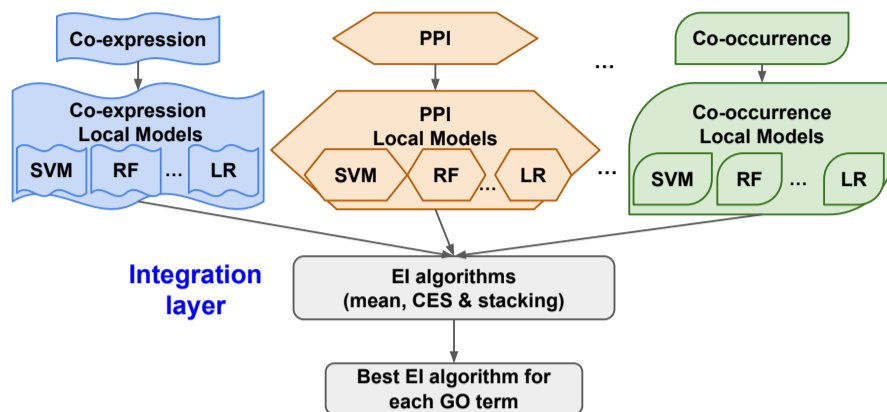 Co-expression
PPI
...
Co-occurrence
Co-expression
Local Models
SVM
RF
...
LR
PPI
Local Models
SVM
RF
...
LR
...
Co-occurrence
Local Models
SVM
RF
...
LR
Integration
layer
EI algorithms
(mean, CES & stacking)
Best EI algorithm for
each GO term